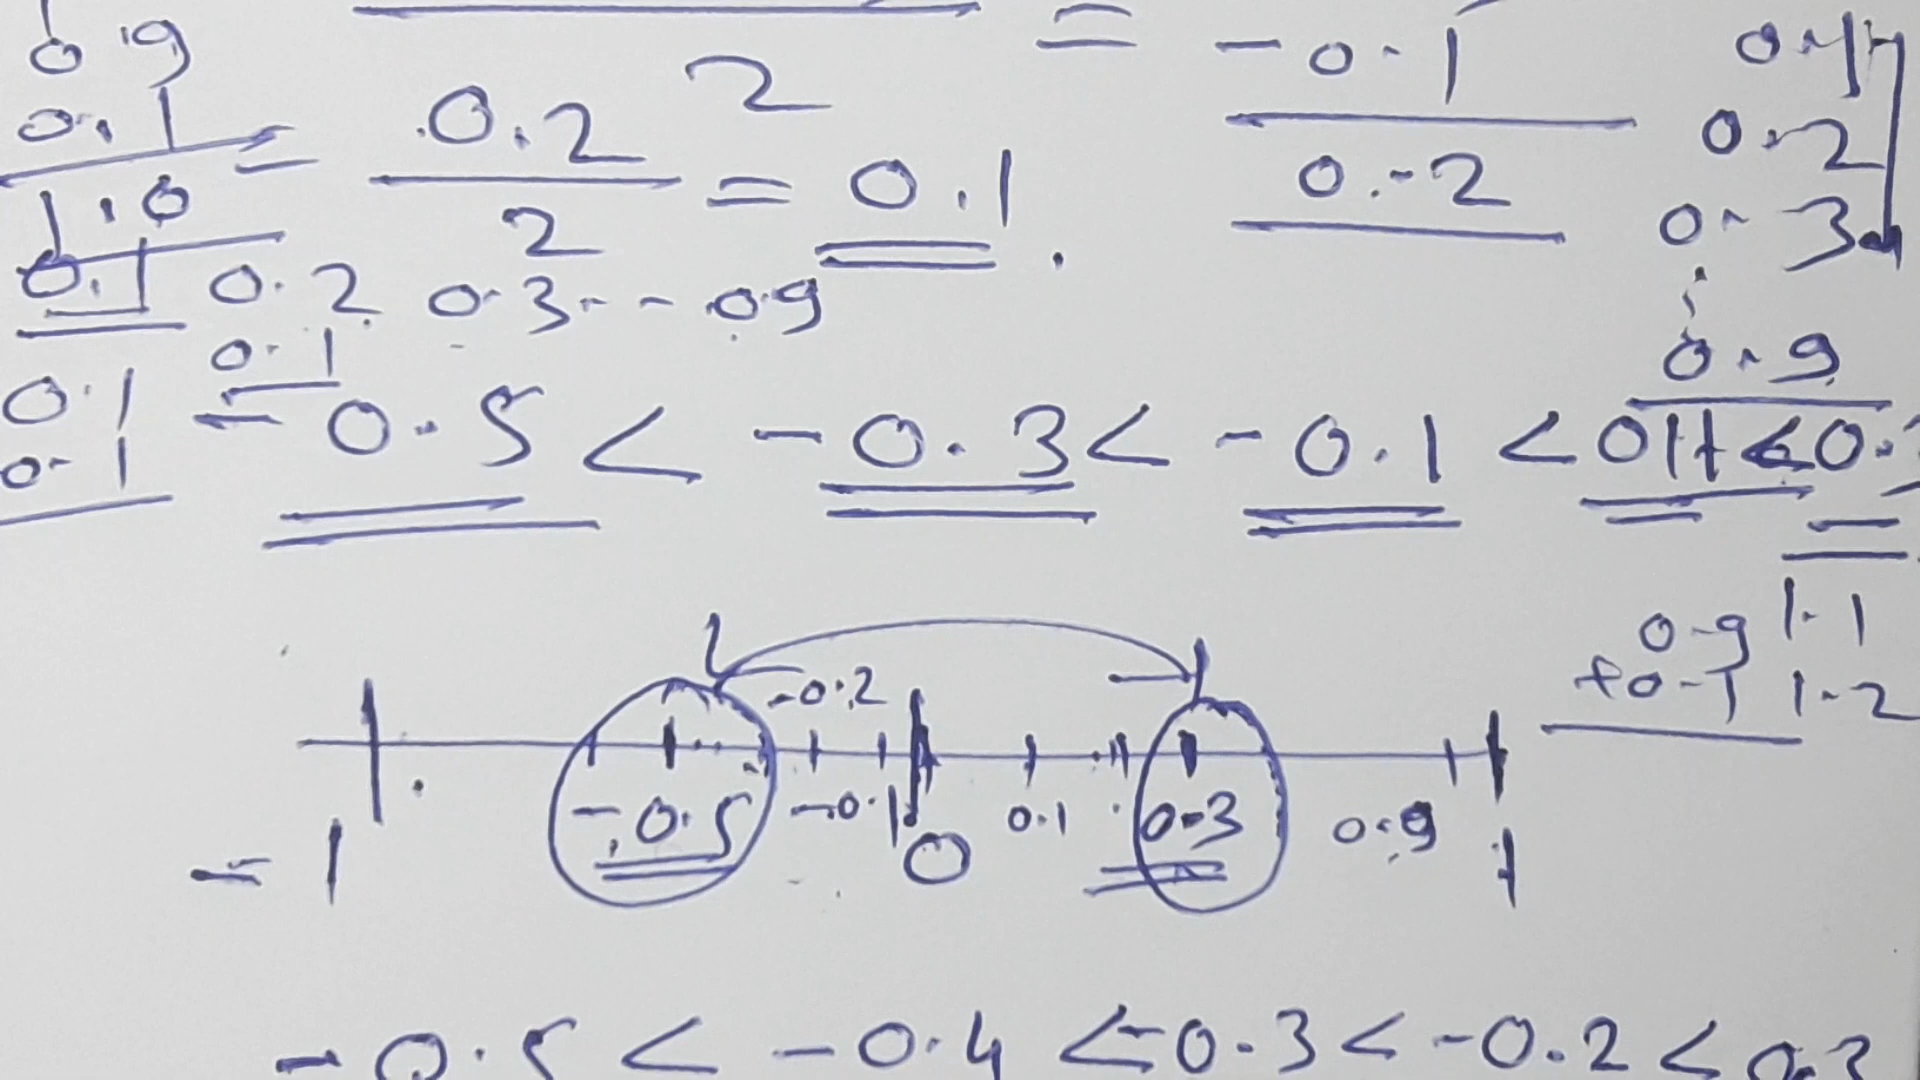 0.9 = -0.1 0.1
0.1 = 0.2 2 0.2
1.0 2 = 0.1. 0.-2 0.3
0.1 0.2 0.3--0.9
0.1 0.9
0.1 -0.5 < -0.3 < -0.1 < < 0.
0.1
0.9 1.1
+0.1 1.2
-0.2
-0.5 -0.1 0.1 0.3 0.9
-1 0 1
-0.5 < -0.4 < -0.3 < -0.2 < 0.3